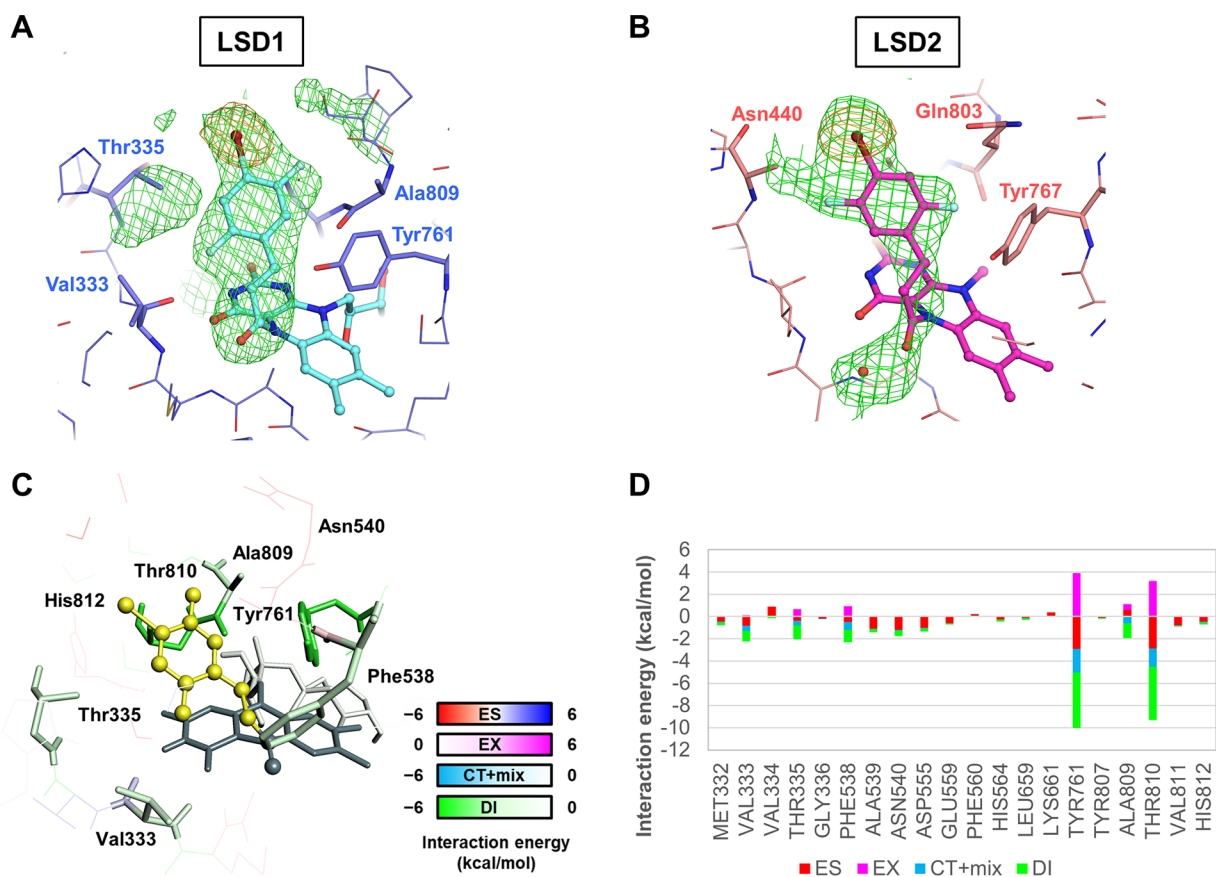 A
LSD1
Thr335
Ala809
Tyr761
Val333
B
LSD2
Asn440
Gln803
Tyr767
C
Asn540
Ala809
Thr810
His812
Tyr761
Phe538
Thr335
Val333
−6 ES 6
0 EX 6
−6 CT+mix 0
−6 DI 0
Interaction energy
(kcal/mol)
D
Interaction energy (kcal/mol)
6
4
2
0
-2
-4
-6
-8
-10
-12
MET332
VAL333
VAL334
THR335
GLY336
PHE538
ALA539
ASN540
ASP555
GLU559
PHE560
HIS564
LEU659
LYS661
TYR761
TYR807
ALA809
THR810
VAL811
HIS812
ES EX CT+mix DI